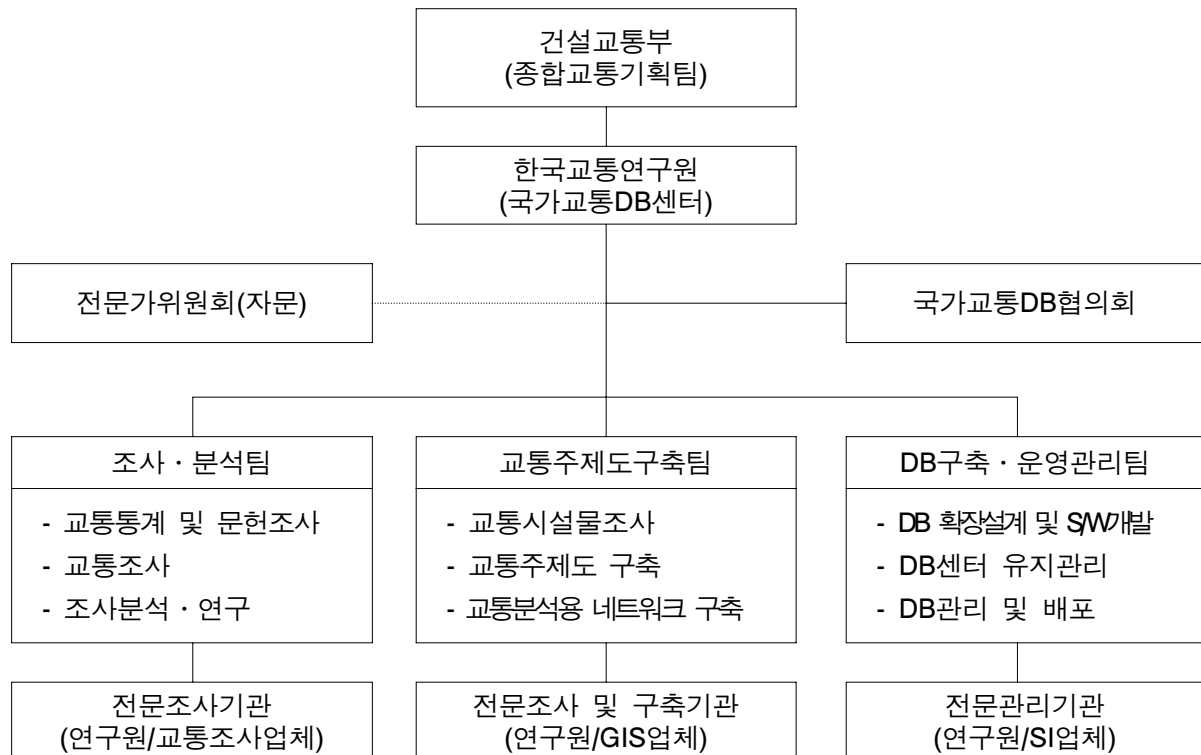 건설교통부
(종합교통기획팀)
한국교통연구원
(국가교통DB센터)
전문가위원회(자문)
국가교통DB협의회
조사 · 분석팀
- 교통통계 및 문헌조사
- 교통조사
- 조사분석 · 연구
교통주제도구축팀
- 교통시설물조사
- 교통주제도 구축
- 교통분석용 네트워크 구축
DB구축 · 운영관리팀
- DB 확장설계 및 S/W개발
- DB센터 유지관리
- DB관리 및 배포
전문조사기관
(연구원/교통조사업체)
전문조사 및 구축기관
(연구원/GIS업체)
전문관리기관
(연구원/SI업체)